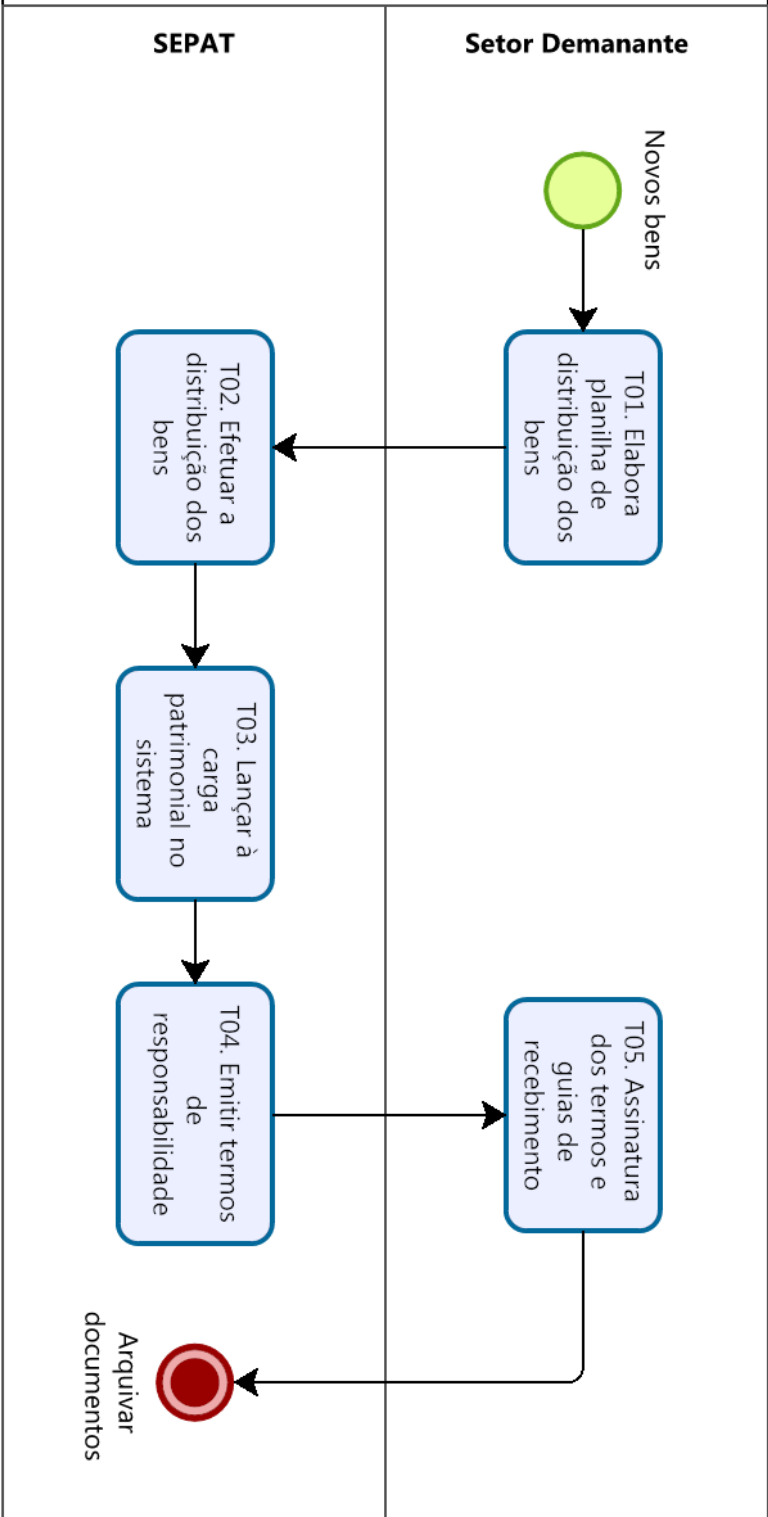 SEPAT
Setor Demanante
Novos bens
T01. Elabora
planilha de
distribuição dos
bens
T02. Efetuar a
distribuição dos
bens
T03. Lançar à
carga
patrimonial no
sistema
T04. Emitir termos
de
responsabilidade
T05. Assinatura
dos termos e
guias de
recebimento
Arquivar
documentos